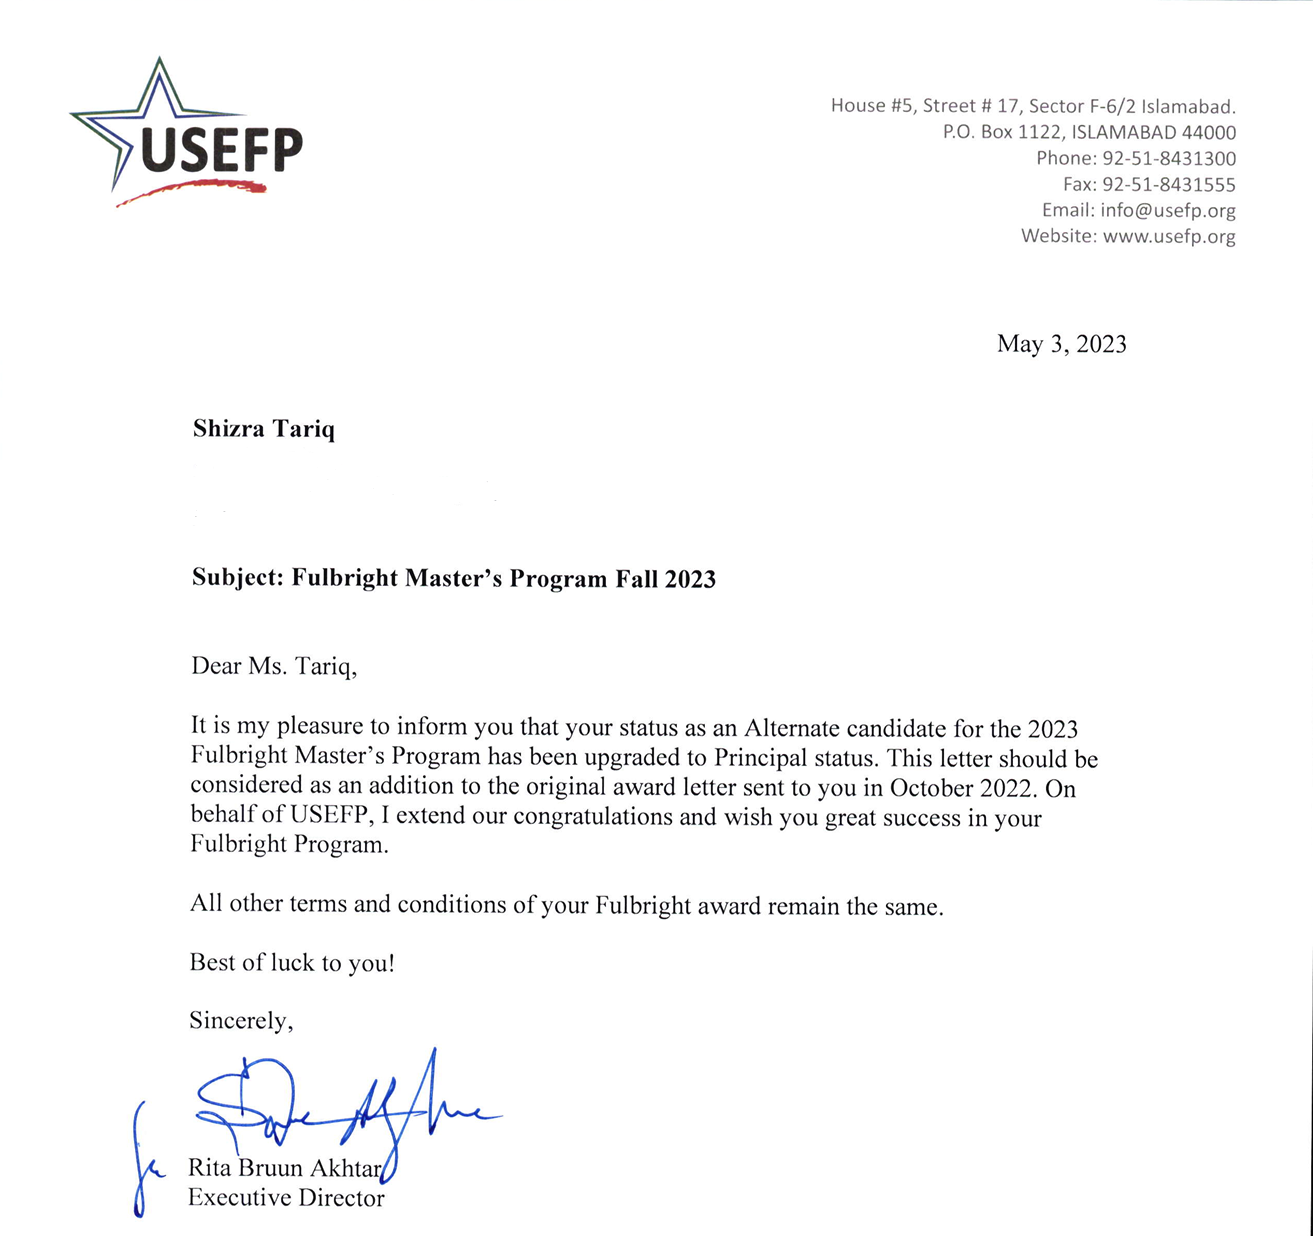 USEFP
House #5, Street # 17, Sector F-6/2 Islamabad.
P.O. Box 1122, ISLAMABAD 44000
Phone: 92-51-8431300
Fax: 92-51-8431555
Email: info@usefp.org
Website: www.usefp.org
May 3, 2023
Shizra Tariq
Subject: Fulbright Master’s Program Fall 2023
Dear Ms. Tariq,
It is my pleasure to inform you that your status as an Alternate candidate for the 2023
Fulbright Master’s Program has been upgraded to Principal status. This letter should be
considered as an addition to the original award letter sent to you in October 2022. On
behalf of USEFP, I extend our congratulations and wish you great success in your
Fulbright Program.
All other terms and conditions of your Fulbright award remain the same.
Best of luck to you!
Sincerely,
Rita Bruun Akhtar
Executive Director